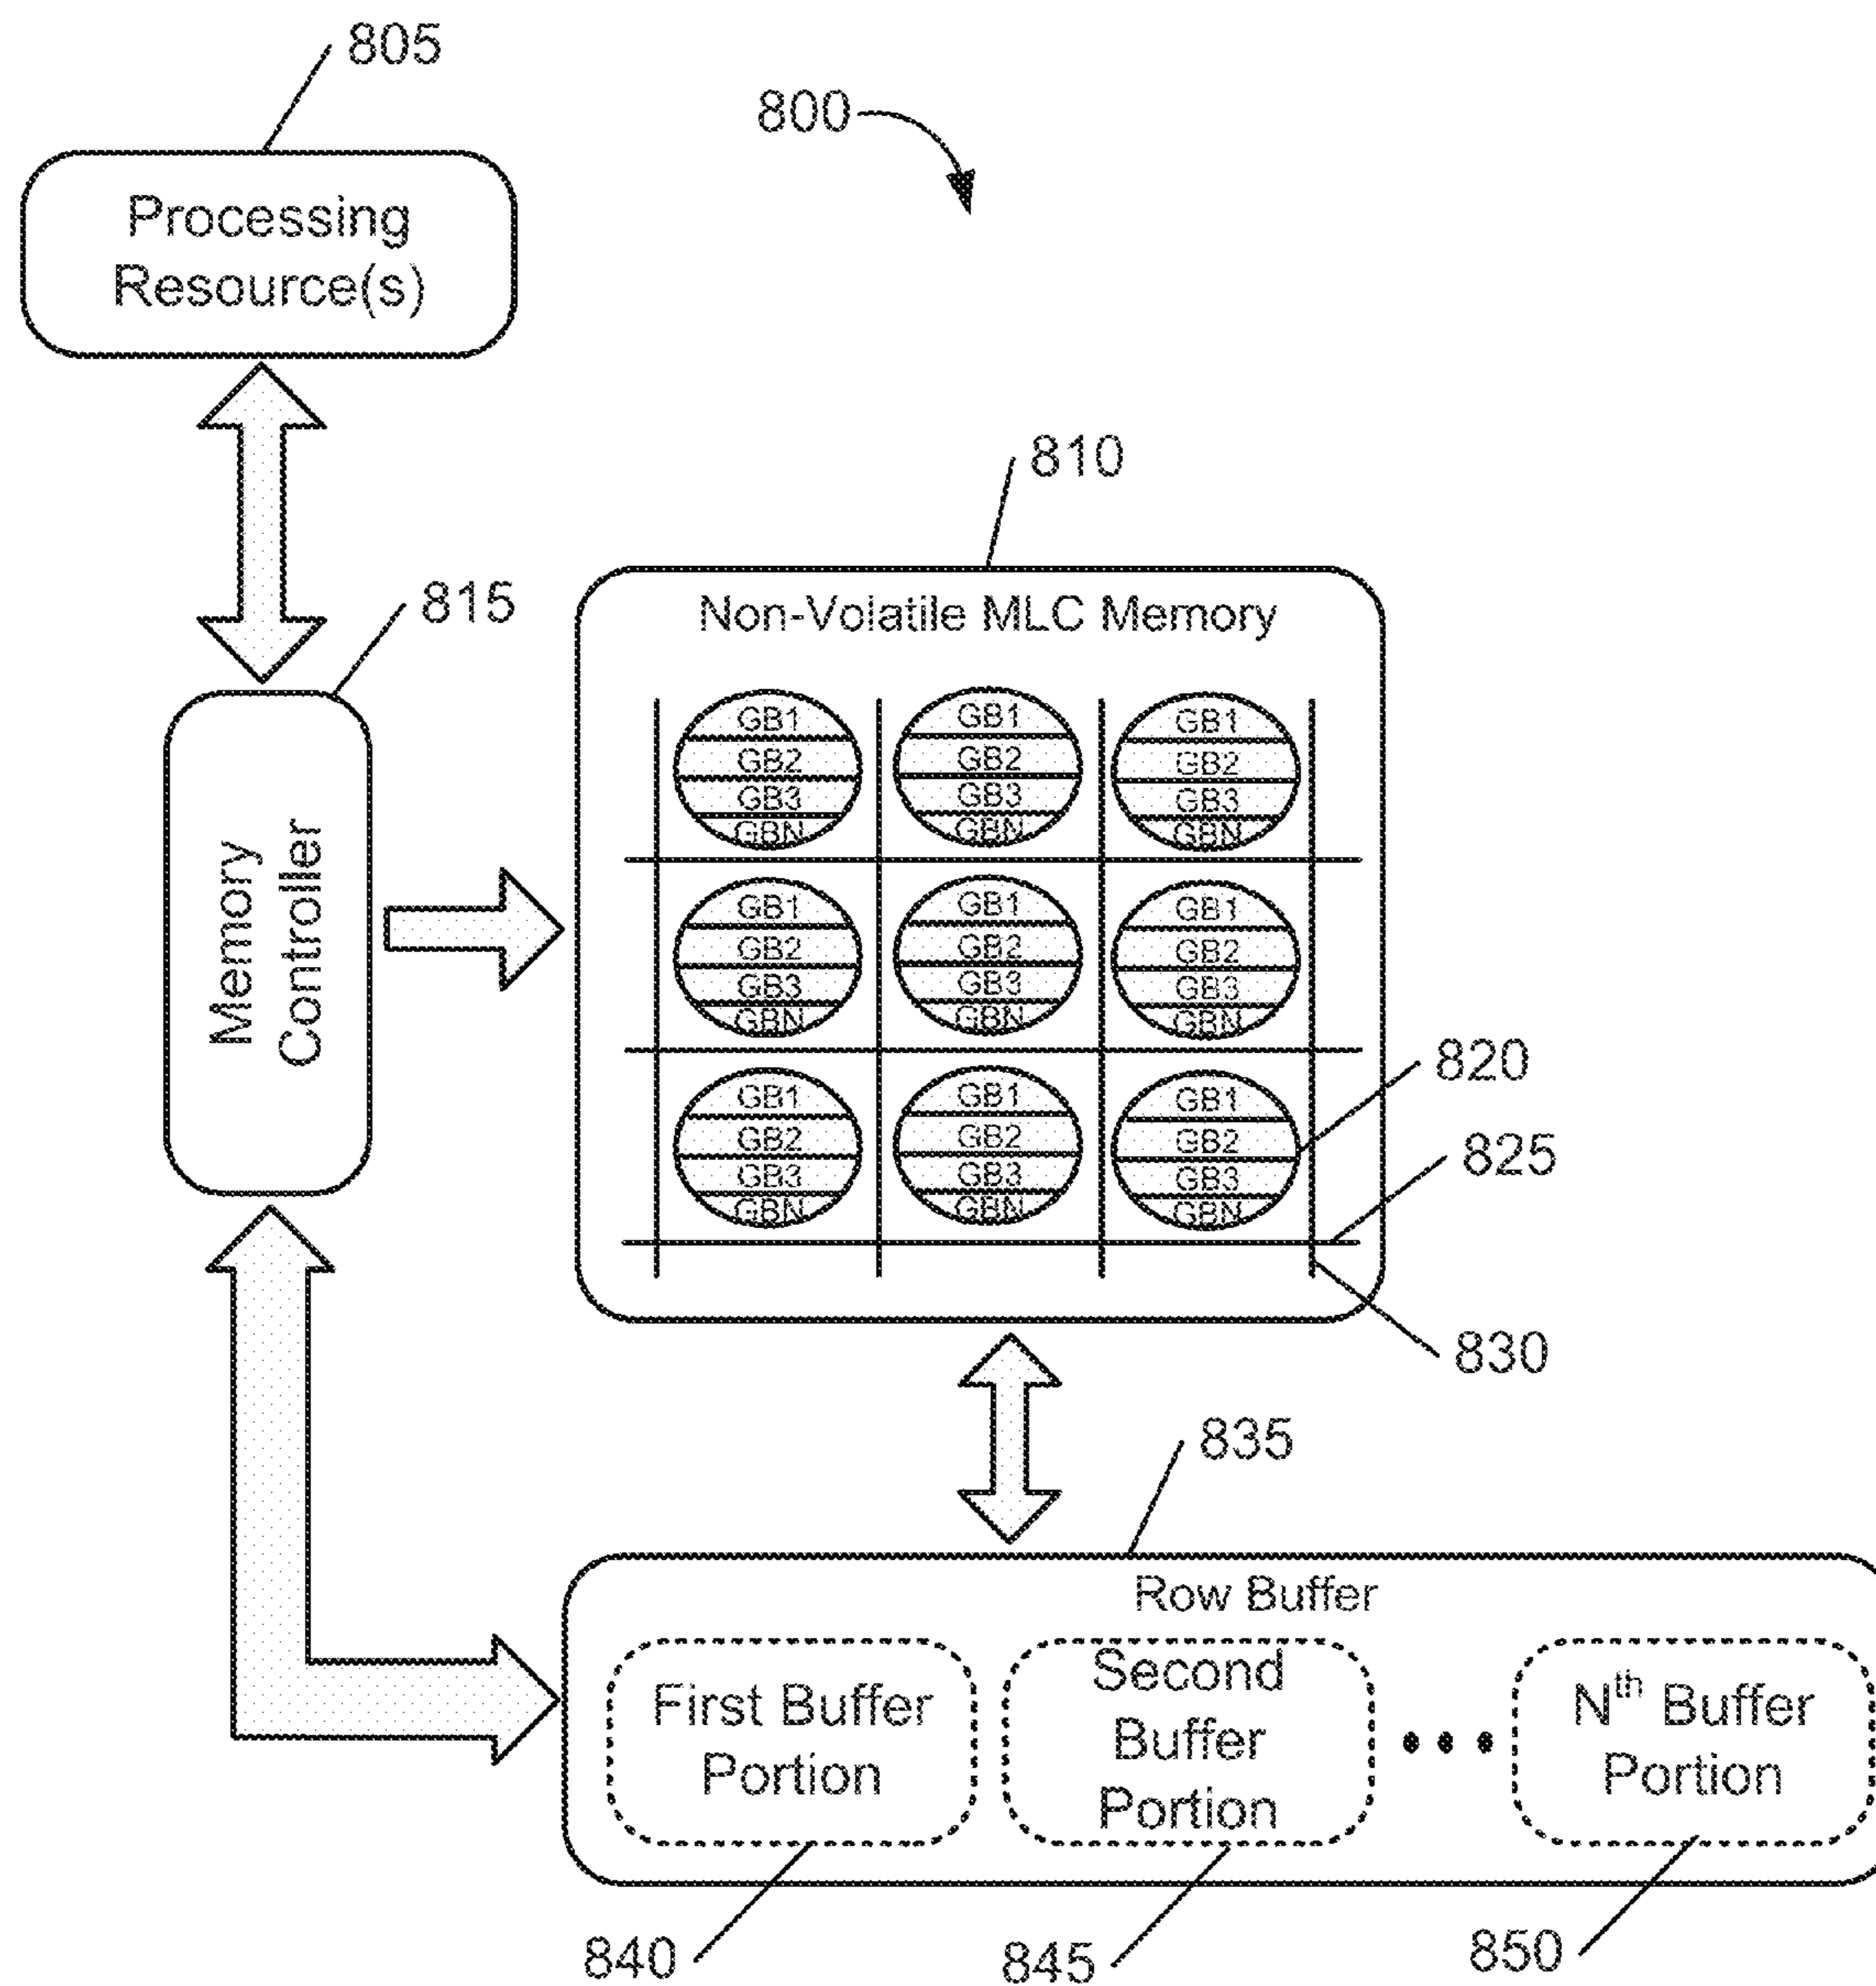 805
800
Processing
Resource(s)
810
815
Non-Volatile MLC Memory
Memory
Controller
GB1 GB1 GB1
GB2 GB2 GB2
GB3 GB3 GB3
GBN GBN GBN
GB1 GB1 GB1
GB2 GB2 GB2
GB3 GB3 GB3
GBN GBN GBN
GB1 GB1 GB1
GB2 GB2 GB2
GB3 GB3 GB3
GBN GBN GBN
820
825
830
835
Row Buffer
First Buffer
Portion
Second
Buffer
Portion
•••
Nth Buffer
Portion
840
845
850